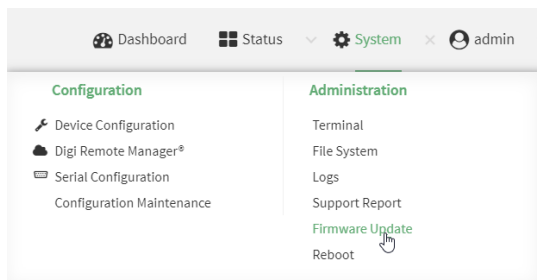 Dashboard Status System admin
Configuration
Device Configuration
Digi Remote Manager®
Serial Configuration
Configuration Maintenance
Administration
Terminal
File System
Logs
Support Report
Firmware Update
Reboot